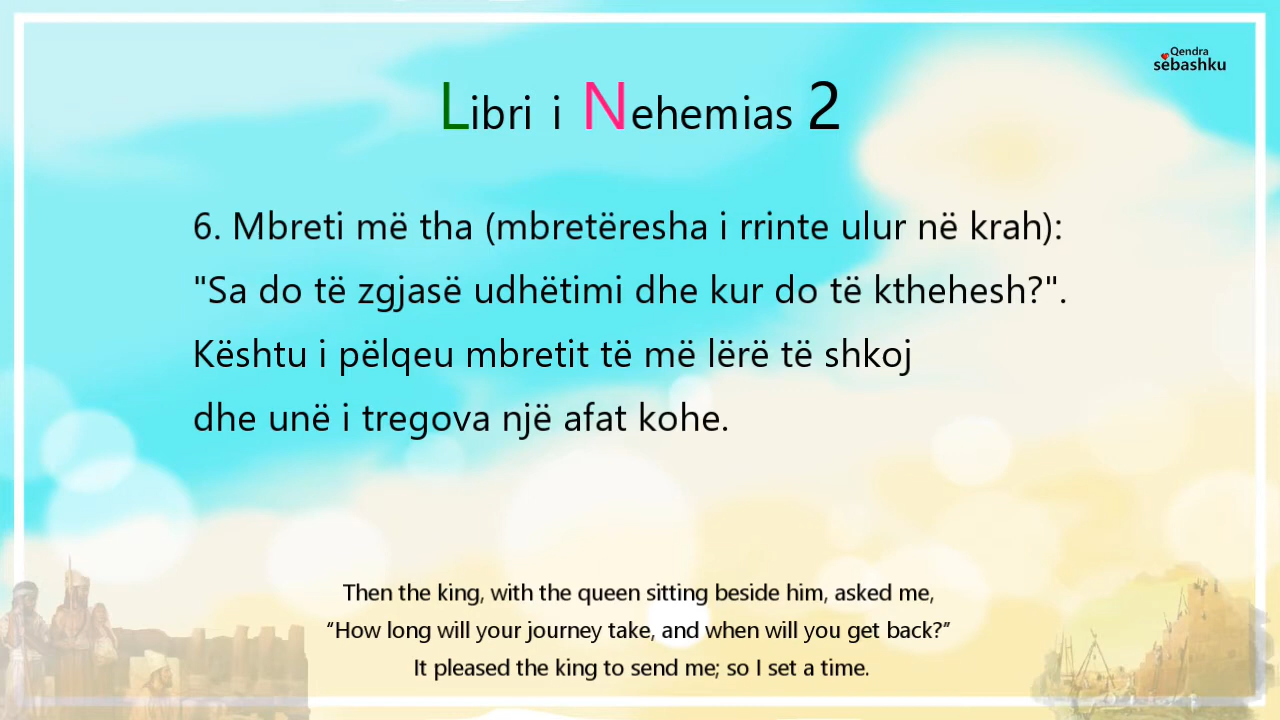 Qendra
sëbashku
Libri i Nehemias 2
6. Mbreti më tha (mbretëresha i rrinte ulur në krah):
"Sa do të zgjasë udhëtimi dhe kur do të kthehesh?".
Kështu i pëlqeu mbretit të më lërë të shkoj
dhe unë i tregova një afat kohe.
Then the king, with the queen sitting beside him, asked me,
“How long will your journey take, and when will you get back?”
It pleased the king to send me; so I set a time.